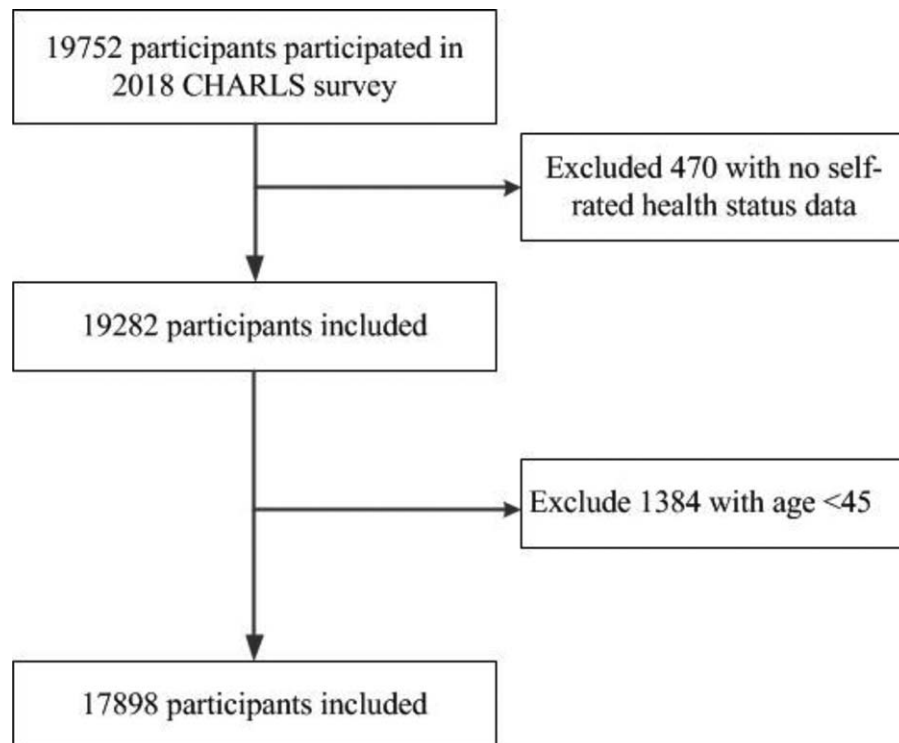 19752 participants participated in
2018 CHARLS survey
Excluded 470 with no self-
rated health status data
19282 participants included
Exclude 1384 with age <45
17898 participants included